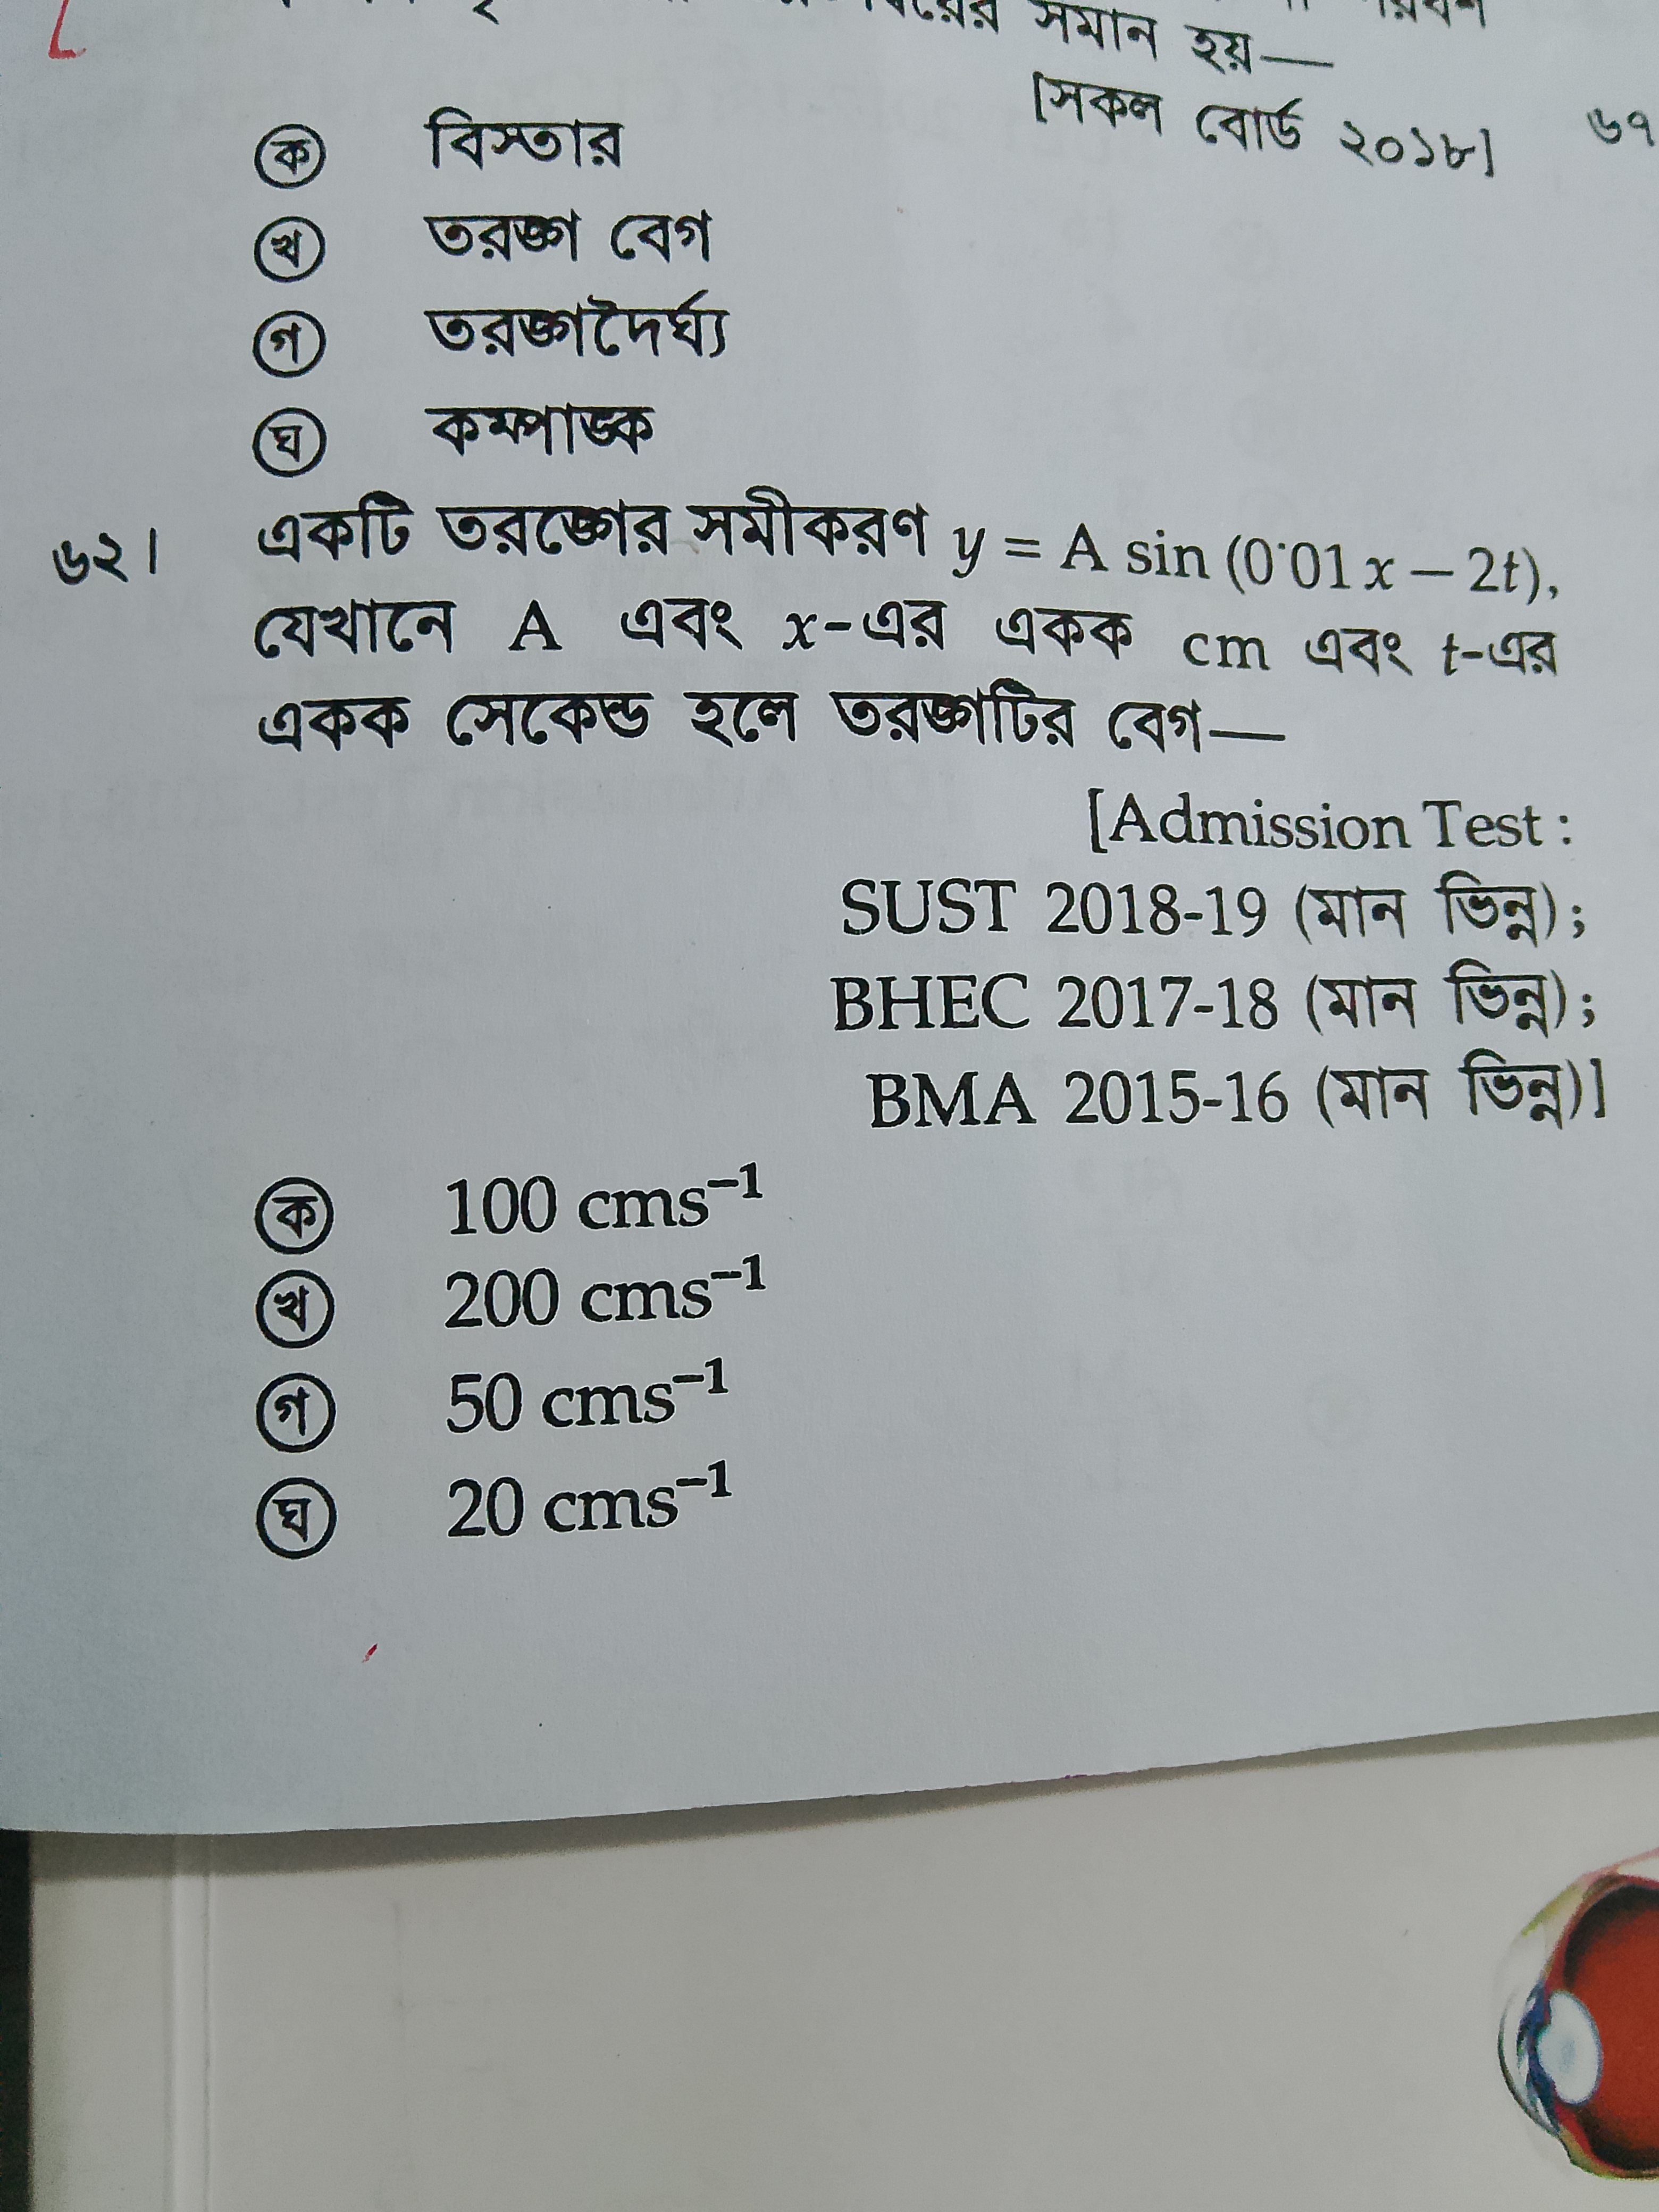 সমান হয়—
[সকল বোর্ড ২০১৮]
ক বিস্তার
খ তরঙ্গ বেগ
গ তরঙ্গদৈর্ঘ্য
ঘ কম্পাঙ্ক
৬২। একটি তরঙ্গের সমীকরণ y = A sin (0·01 x – 2t),
যেখানে A এবং x-এর একক cm এবং t-এর
একক সেকেন্ড হলে তরঙ্গটির বেগ—
[Admission Test :
SUST 2018-19 (মান ভিন্ন);
BHEC 2017-18 (মান ভিন্ন);
BMA 2015-16 (মান ভিন্ন)]
ক 100 cms⁻¹
খ 200 cms⁻¹
গ 50 cms⁻¹
ঘ 20 cms⁻¹
৬৭